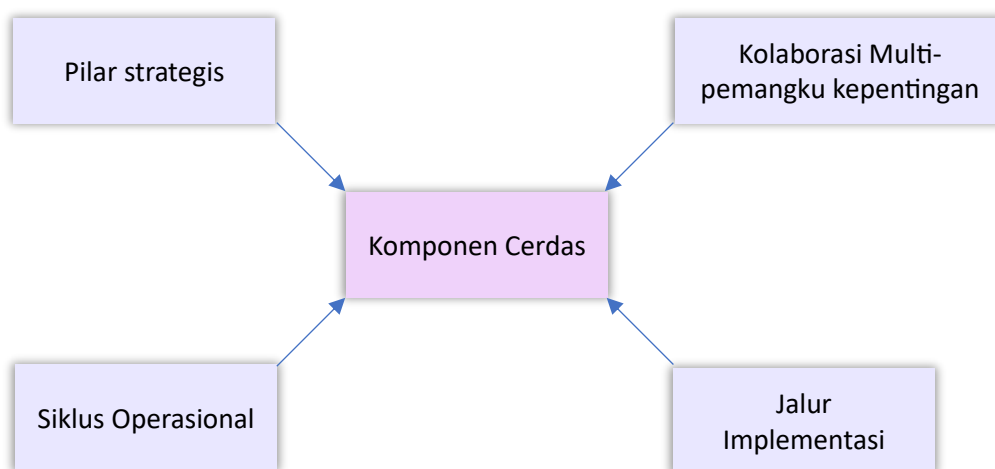 Pilar strategis
Kolaborasi Multi-
pemangku kepentingan
Komponen Cerdas
Siklus Operasional
Jalur
Implementasi